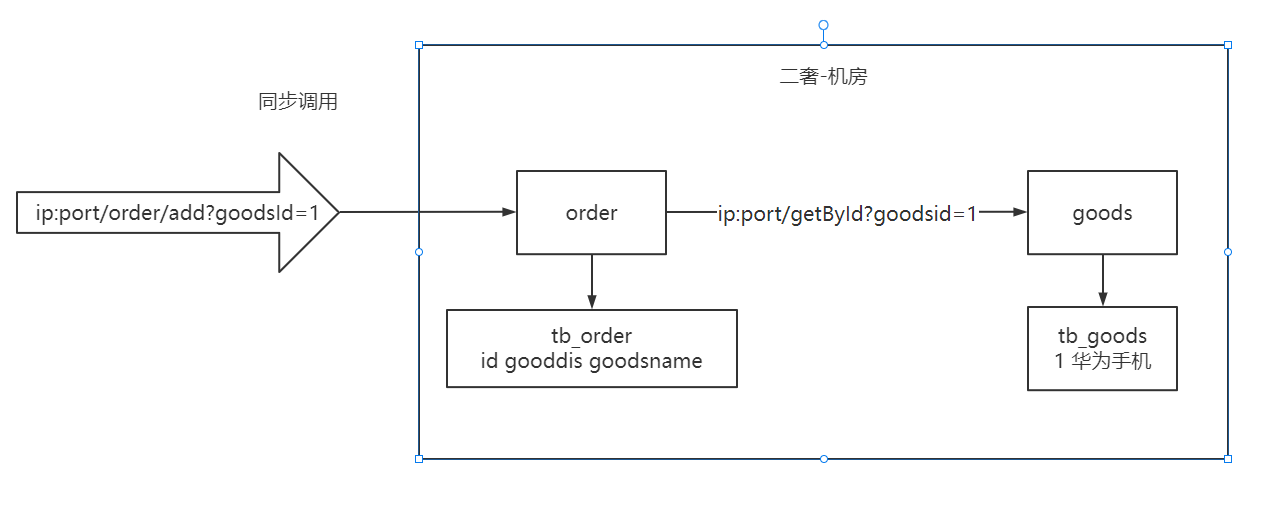 二奢-机房
同步调用
ip:port/order/add?goodsId=1
order
ip:port/getById?goodsid=1
goods
tb_order
id gooddis goodsname
tb_goods
1 华为手机